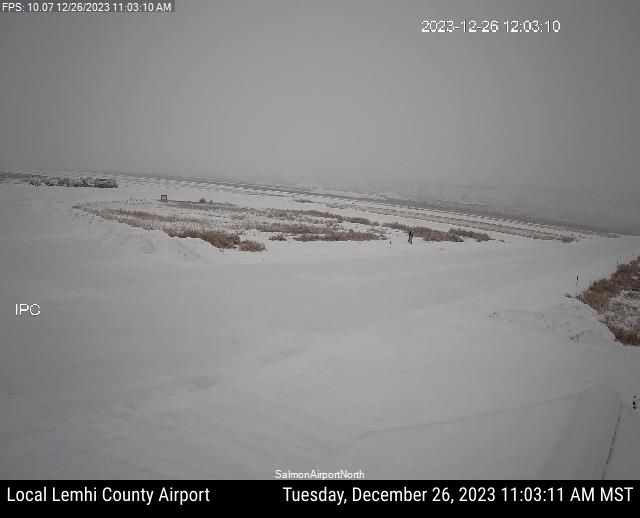 FPS: 10.07 12/26/2023 11:03:10 AM
2023-12-26 12:03:10
IPC
SalmonAirportNorth
Local Lemhi County Airport
Tuesday, December 26, 2023 11:03:11 AM MST